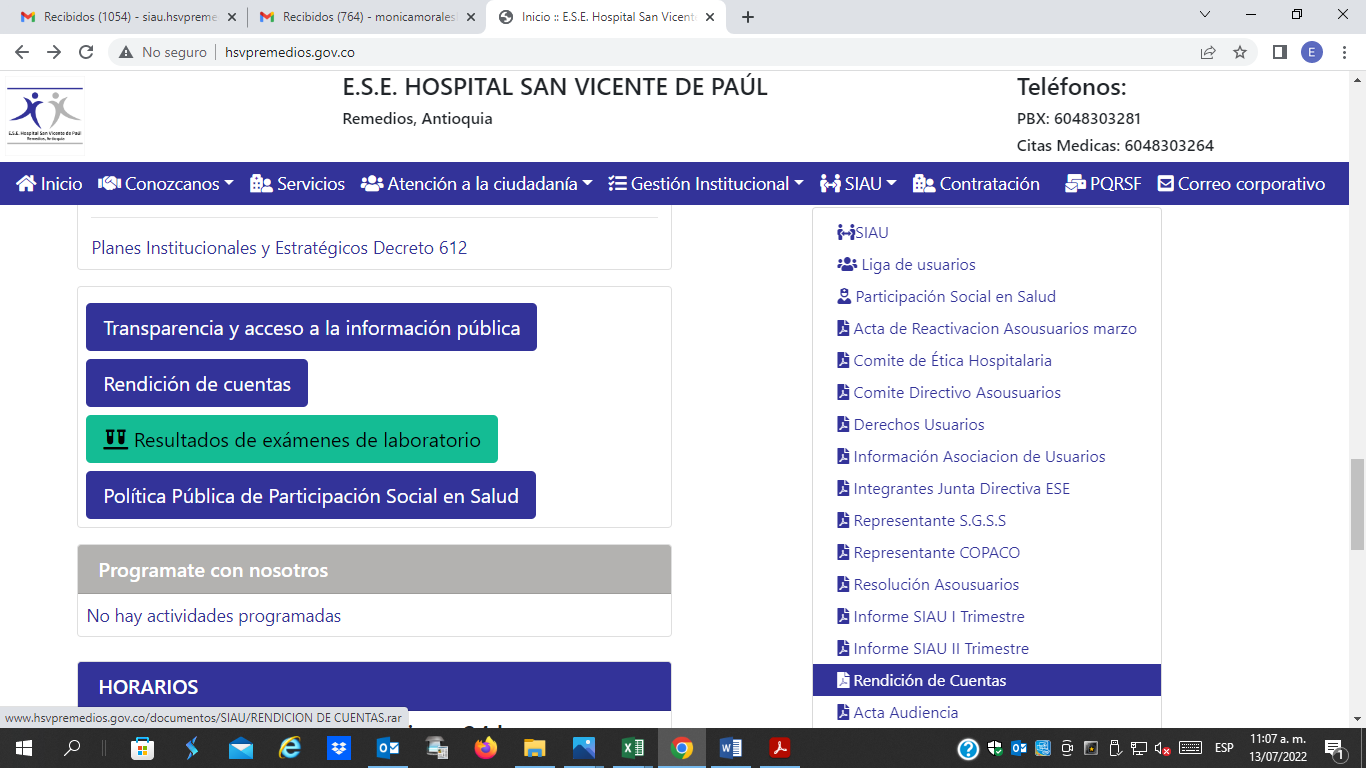 Recibidos (1054) - siau.hsvpreme
Recibidos (764) - monicamorales
Inicio :: E.S.E. Hospital San Vicent
No seguro
hsvpremedios.gov.co
E
E.S.E. Hospital San Vicente de Paúl
Remedios, Antioquia
E.S.E. HOSPITAL SAN VICENTE DE PAÚL
Remedios, Antioquia
Teléfonos:
PBX: 6048303281
Citas Medicas: 6048303264
Inicio
Conozcanos
Servicios
Atención a la ciudadanía
Gestión Institucional
SIAU
Contratación
PQRSF
Correo corporativo
Planes Institucionales y Estratégicos Decreto 612
Transparencia y acceso a la información pública
Rendición de cuentas
Resultados de exámenes de laboratorio
Política Pública de Participación Social en Salud
Programate con nosotros
No hay actividades programadas
HORARIOS
SIAU
Liga de usuarios
Participación Social en Salud
Acta de Reactivacion Asousuarios marzo
Comite de Ética Hospitalaria
Comite Directivo Asousuarios
Derechos Usuarios
Información Asociacion de Usuarios
Integrantes Junta Directiva ESE
Representante S.G.S.S
Representante COPACO
Resolución Asousuarios
Informe SIAU I Trimestre
Informe SIAU II Trimestre
Rendición de Cuentas
Acta Audiencia
www.hsvpremedios.gov.co/documentos/SIAU/RENDICION DE CUENTAS.rar
ESP
11:07 a. m.
13/07/2022
1